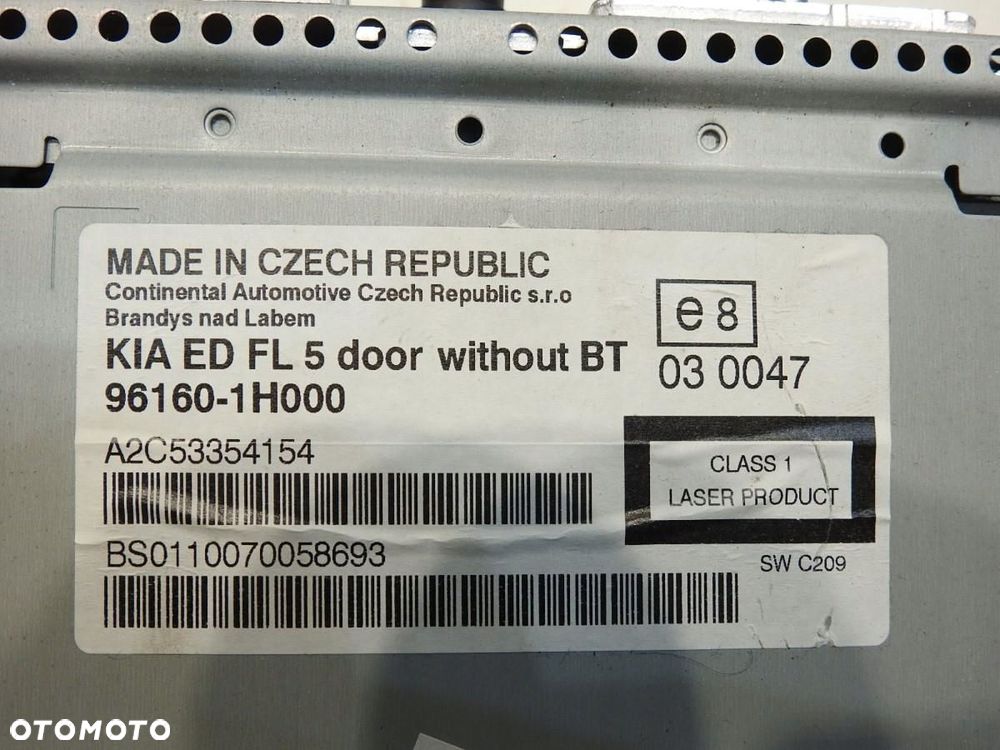 MADE IN CZECH REPUBLIC
Continental Automotive Czech Republic s.r.o
Brandys nad Labem
KIA ED FL 5 door without BT
96160-1H000
e8
03 0047
A2C53354154
CLASS 1
LASER PRODUCT
BS0110070058693
SW C209
OTOMOTO